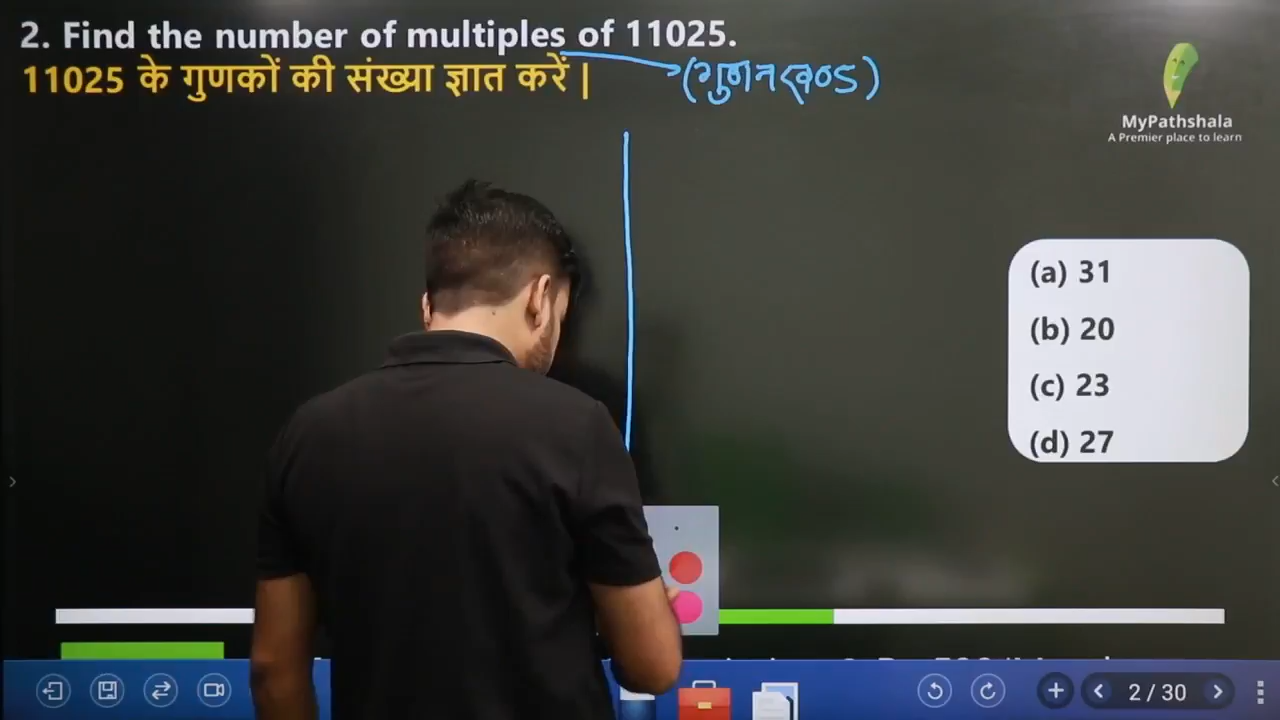 2. Find the number of multiples of 11025.
11025 के गुणकों की संख्या ज्ञात करें |
(गुणनखण्ड)
MyPathshala
A Premier place to learn
(a) 31
(b) 20
(c) 23
(d) 27
2 / 30